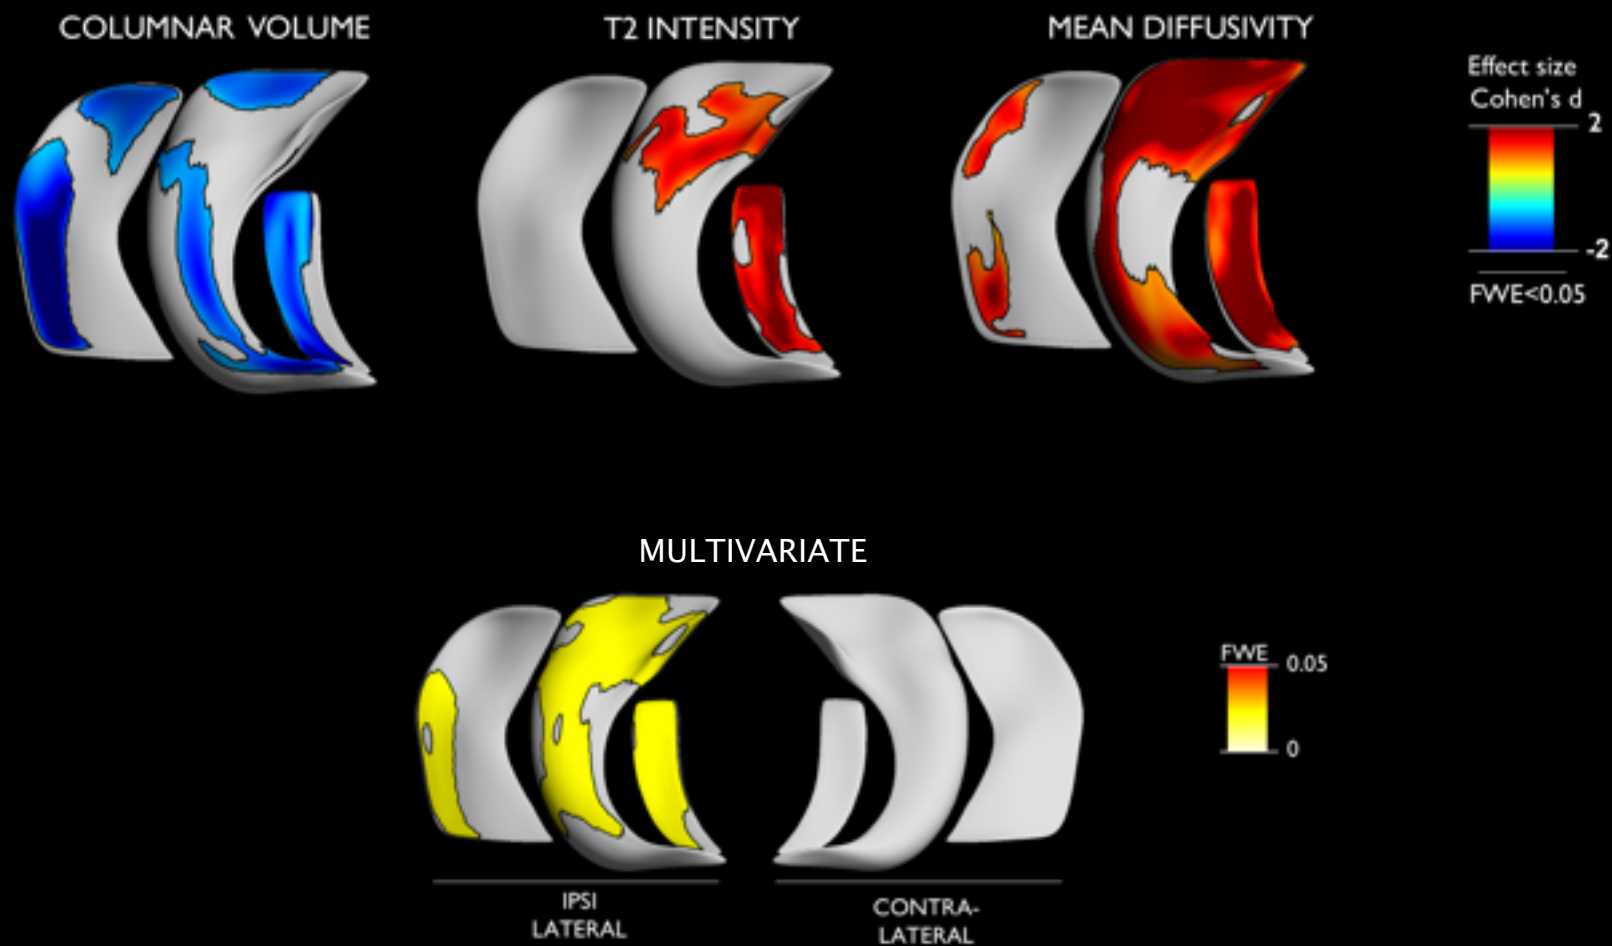 COLUMNAR VOLUME
T2 INTENSITY
MEAN DIFFUSIVITY
Effect size
Cohen's d
2
-2
FWE<0.05
MULTIVARIATE
FWE
0.05
0
IPSI
LATERAL
CONTRA-
LATERAL